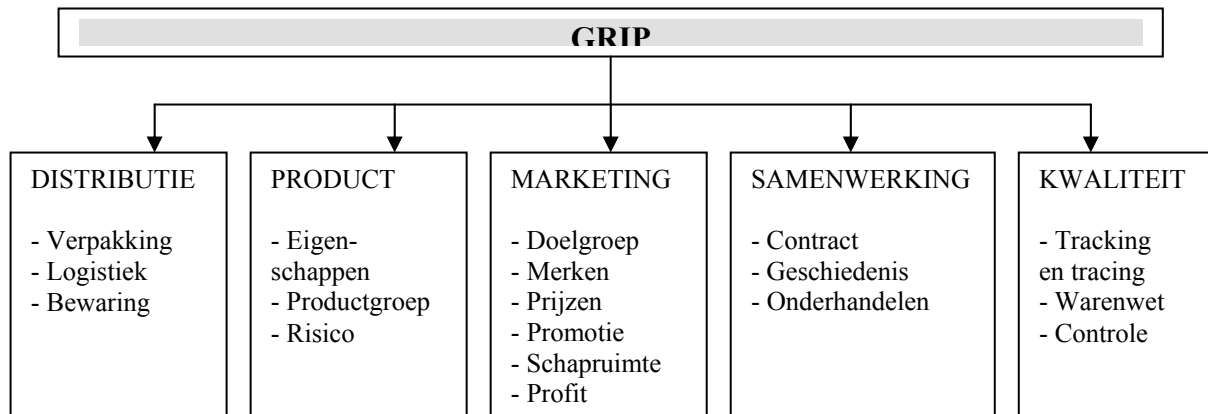 GRIP
DISTRIBUTIE
- Verpakking
- Logistiek
- Bewaring
PRODUCT
- Eigen-
schappen
- Productgroep
- Risico
MARKETING
- Doelgroep
- Merken
- Prijzen
- Promotie
- Schapruimte
- Profit
SAMENWERKING
- Contract
- Geschiedenis
- Onderhandelen
KWALITEIT
- Tracking
en tracing
- Warenwet
- Controle